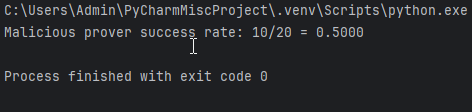 C:\Users\Admin\PyCharmMiscProject\.venv\Scripts\python.exe
Malicious prover success rate: 10/20 = 0.5000
Process finished with exit code 0